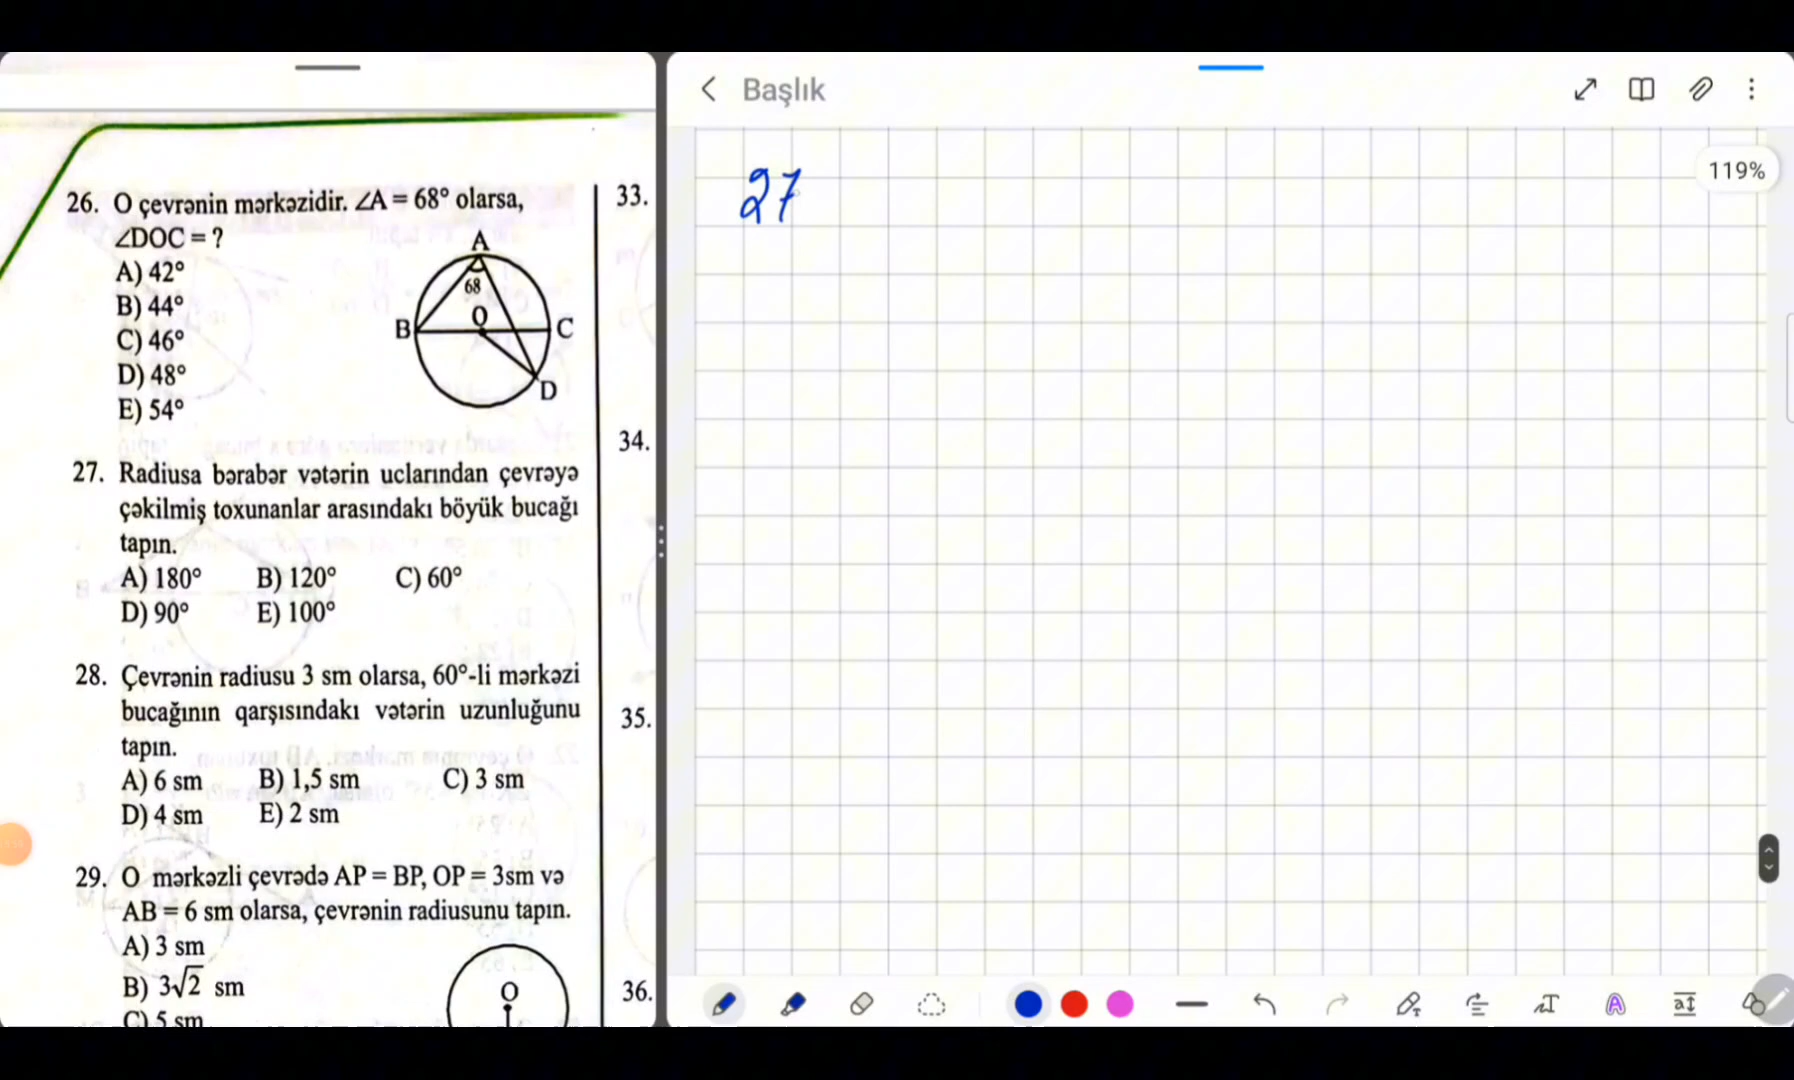 26. O çevrənin mərkəzidir. ∠A = 68° olarsa,
∠DOC = ?
A) 42°
B) 44°
C) 46°
D) 48°
E) 54°
A
68
O
B
C
D
27. Radiusa bərabər vətərin uclarından çevrəyə
çəkilmiş toxunanlar arasındakı böyük bucağı
tapın.
A) 180° B) 120° C) 60°
D) 90° E) 100°
28. Çevrənin radiusu 3 sm olarsa, 60°-li mərkəzi
bucağının qarşısındakı vətərin uzunluğunu
tapın.
A) 6 sm B) 1,5 sm C) 3 sm
D) 4 sm E) 2 sm
29. O mərkəzli çevrədə AP = BP, OP = 3sm və
AB = 6 sm olarsa, çevrənin radiusunu tapın.
A) 3 sm
B) 3√2 sm
C) 5 sm
O
33.
34.
35.
36.
Başlık
119%
27